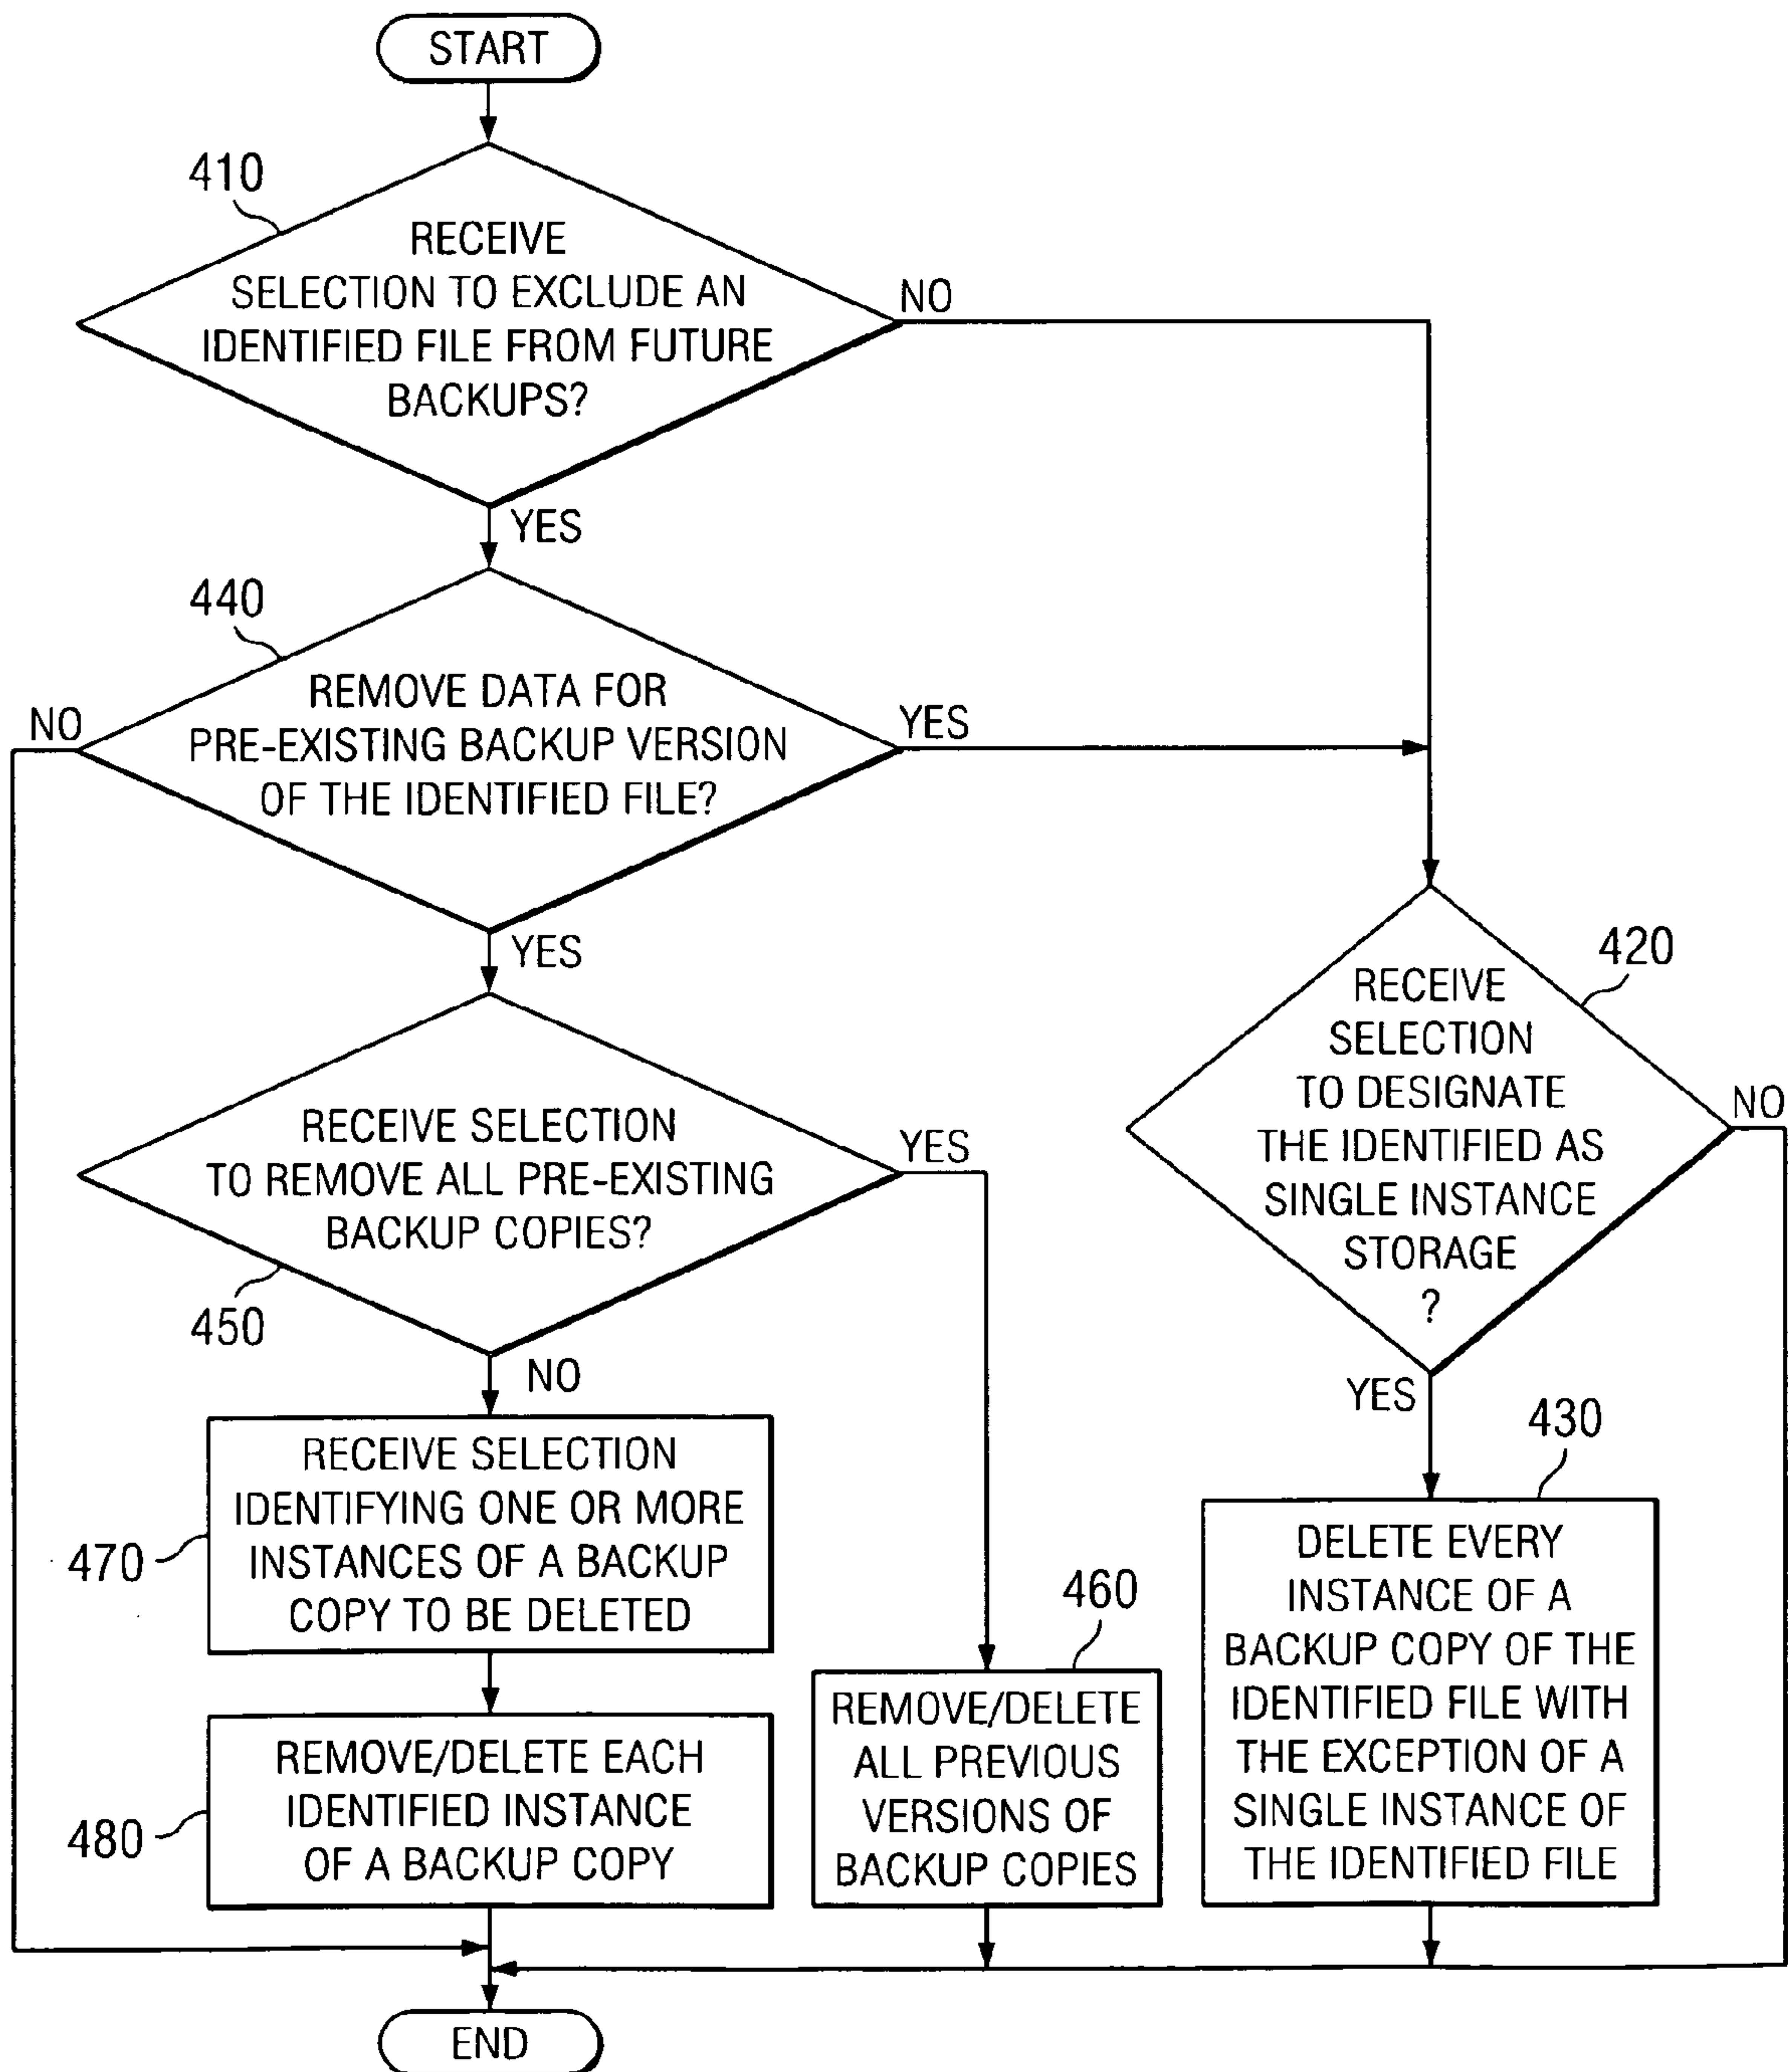 START
410
RECEIVE
SELECTION TO EXCLUDE AN
IDENTIFIED FILE FROM FUTURE
BACKUPS?
NO
YES
440
REMOVE DATA FOR
PRE-EXISTING BACKUP VERSION
OF THE IDENTIFIED FILE?
NO
YES
YES
420
RECEIVE
SELECTION
TO DESIGNATE
THE IDENTIFIED AS
SINGLE INSTANCE
STORAGE
?
NO
YES
RECEIVE SELECTION
TO REMOVE ALL PRE-EXISTING
BACKUP COPIES?
YES
450
NO
470
RECEIVE SELECTION
IDENTIFYING ONE OR MORE
INSTANCES OF A BACKUP
COPY TO BE DELETED
480
REMOVE/DELETE EACH
IDENTIFIED INSTANCE
OF A BACKUP COPY
460
REMOVE/DELETE
ALL PREVIOUS
VERSIONS OF
BACKUP COPIES
430
DELETE EVERY
INSTANCE OF A
BACKUP COPY OF THE
IDENTIFIED FILE WITH
THE EXCEPTION OF A
SINGLE INSTANCE OF
THE IDENTIFIED FILE
END